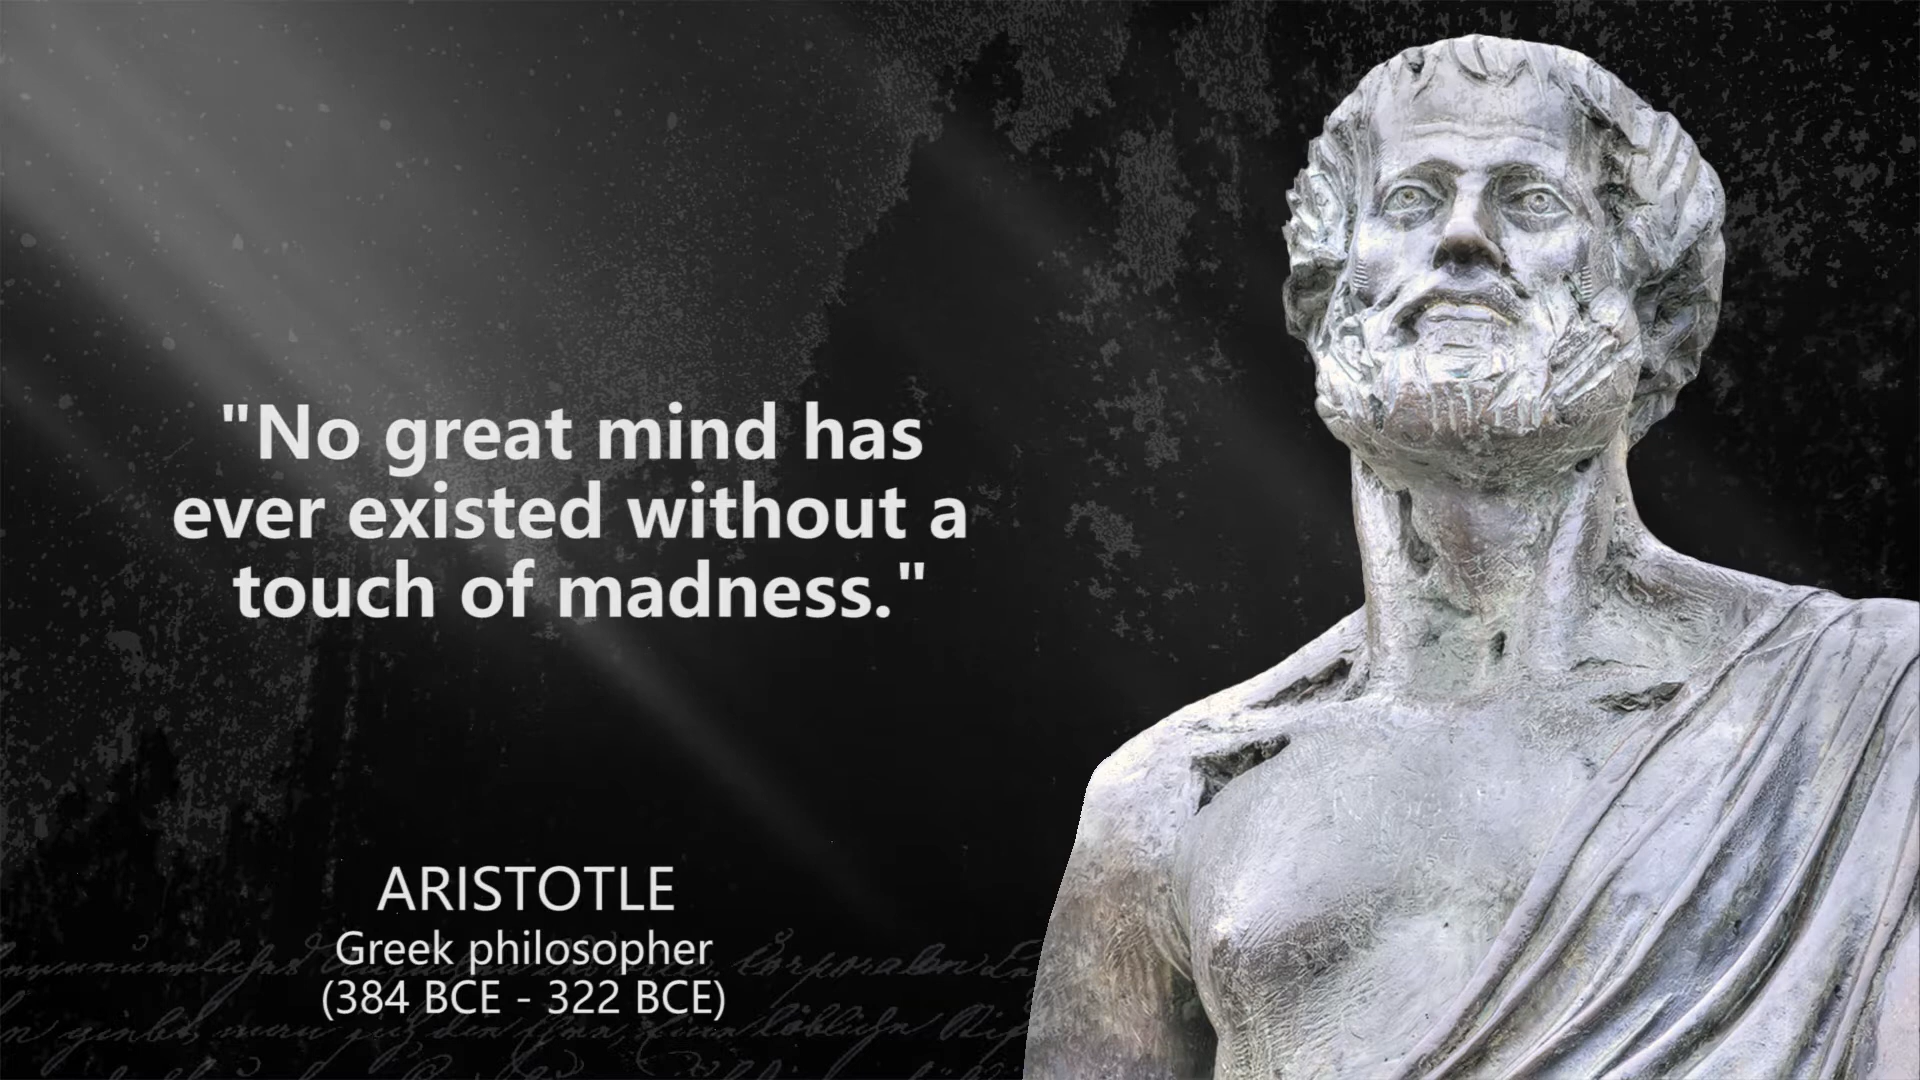 "No great mind has
ever existed without a
touch of madness."
ARISTOTLE
Greek philosopher
(384 BCE - 322 BCE)